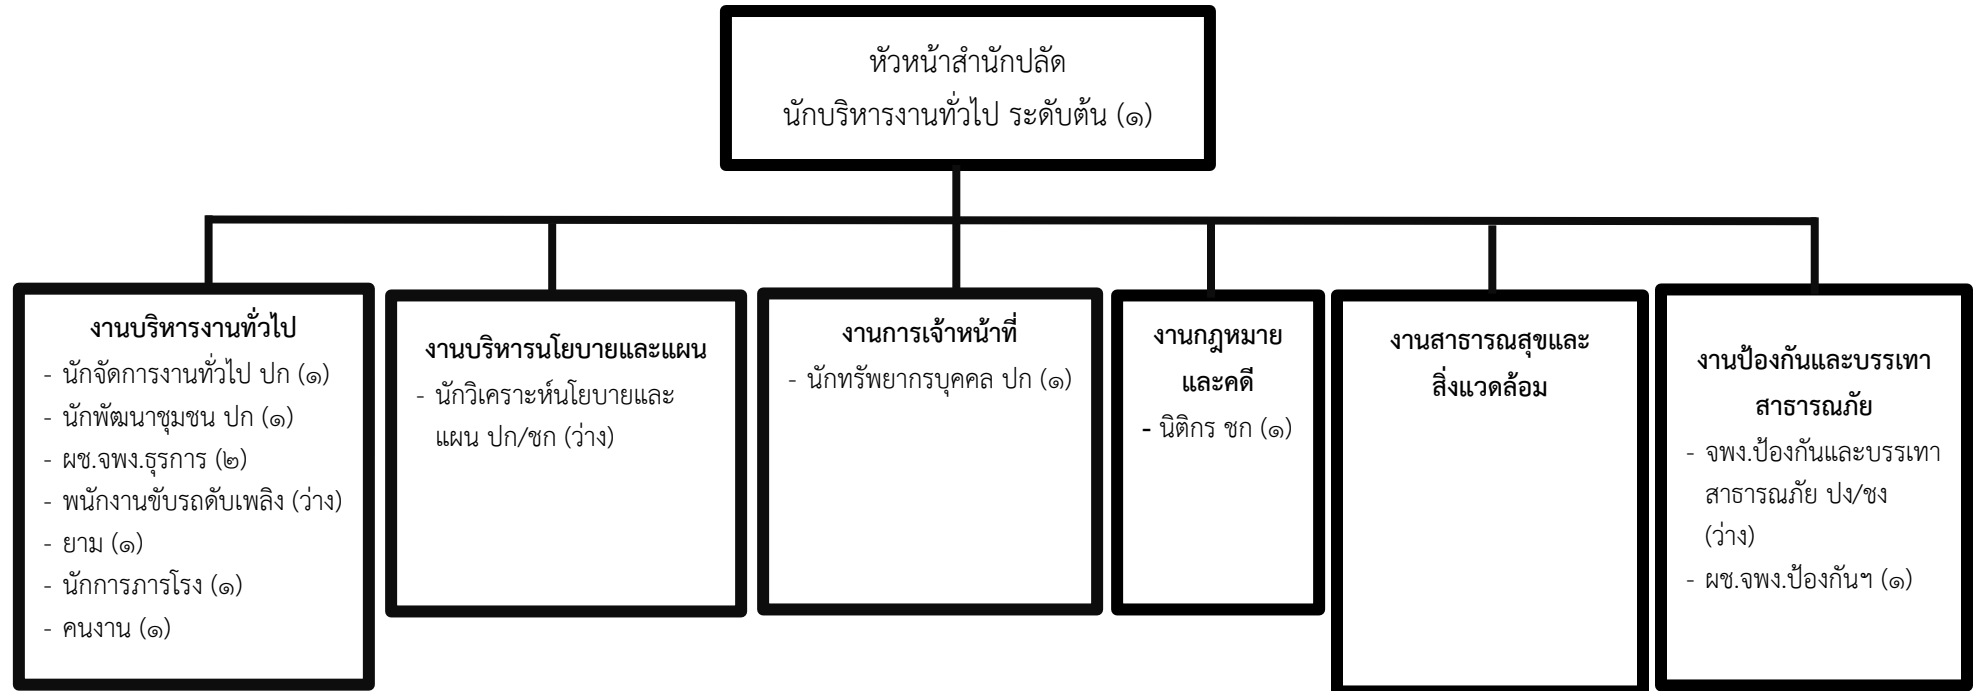 หัวหน้าสำนักปลัด
นักบริหารงานทั่วไป ระดับต้น (๑)
งานบริหารงานทั่วไป
- นักจัดการงานทั่วไป ปก (๑)
- นักพัฒนาชุมชน ปก (๑)
- ผช.จพง.ธุรการ (๒)
- พนักงานขับรถดับเพลิง (ว่าง)
- ยาม (๑)
- นักการภารโรง (๑)
- คนงาน (๑)
งานบริหารนโยบายและแผน
- นักวิเคราะห์นโยบายและ
แผน ปก/ชก (ว่าง)
งานการเจ้าหน้าที่
- นักทรัพยากรบุคคล ปก (๑)
งานกฎหมาย
และคดี
- นิติกร ชก (๑)
งานสาธารณสุขและ
สิ่งแวดล้อม
งานป้องกันและบรรเทา
สาธารณภัย
- จพง.ป้องกันและบรรเทา
สาธารณภัย ปง/ชง
(ว่าง)
- ผช.จพง.ป้องกันฯ (๑)